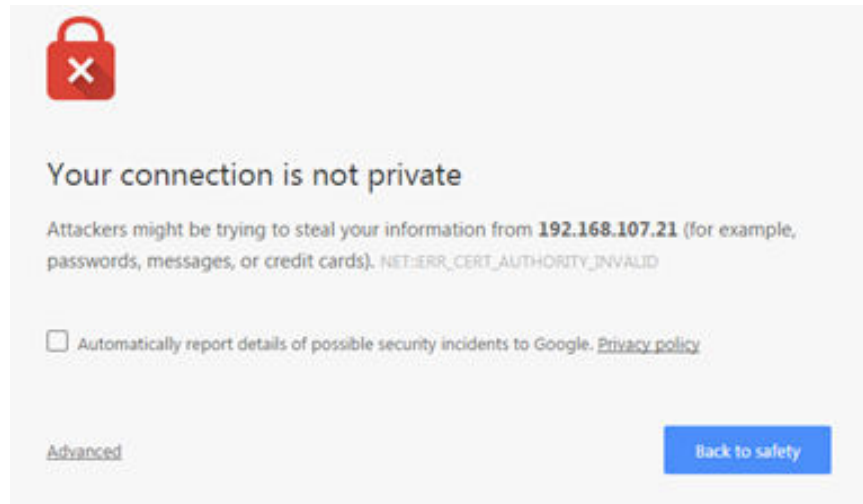 Your connection is not private
Attackers might be trying to steal your information from 192.168.107.21 (for example,
passwords, messages, or credit cards). NET::ERR_CERT_AUTHORITY_INVALID
Automatically report details of possible security incidents to Google. Privacy policy
Advanced
Back to safety